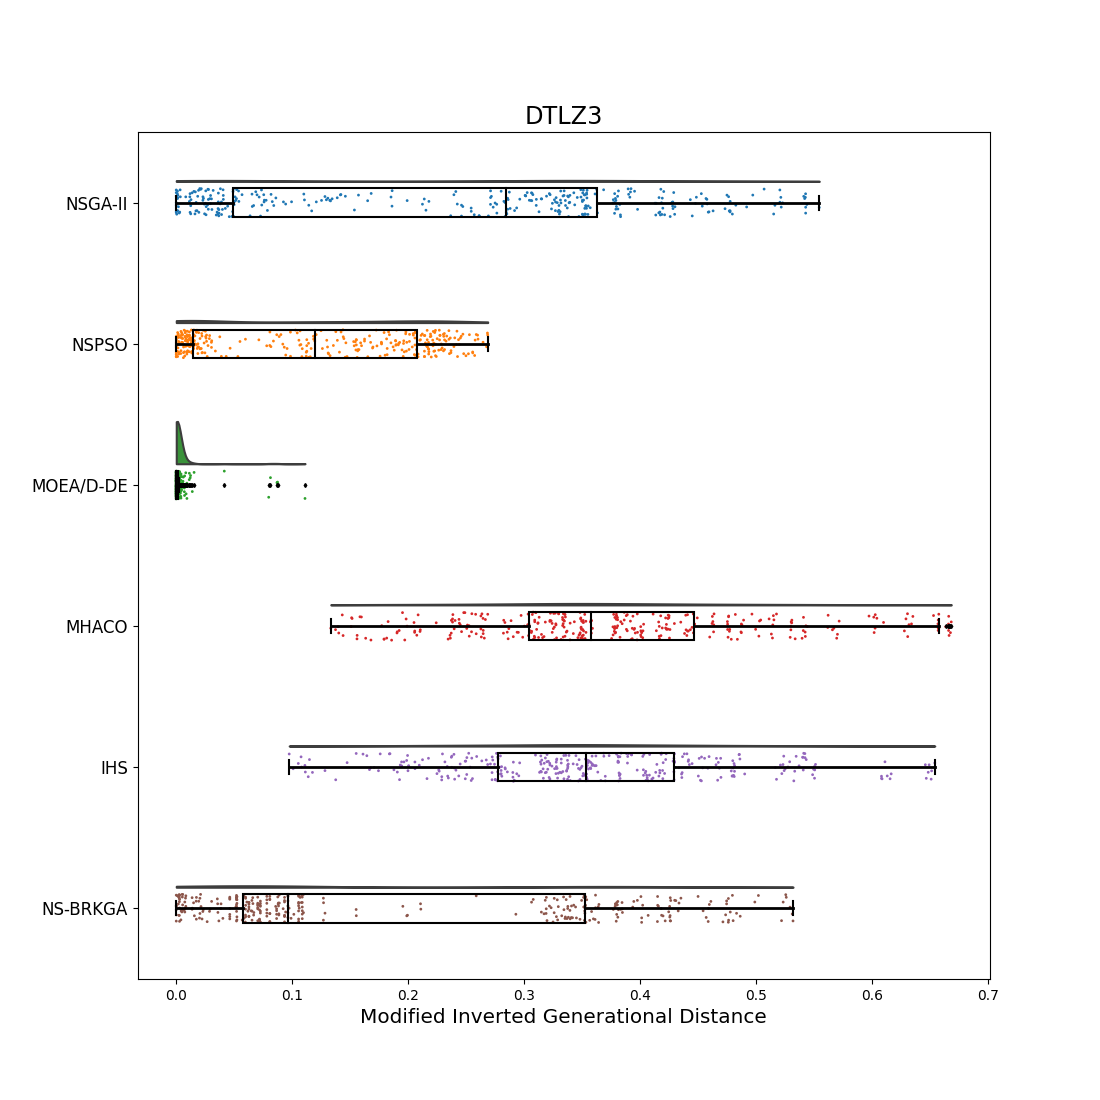 DTLZ3
NSGA-II
NSPSO
MOEA/D-DE
MHACO
IHS
NS-BRKGA
0.0 0.1 0.2 0.3 0.4 0.5 0.6 0.7
Modified Inverted Generational Distance